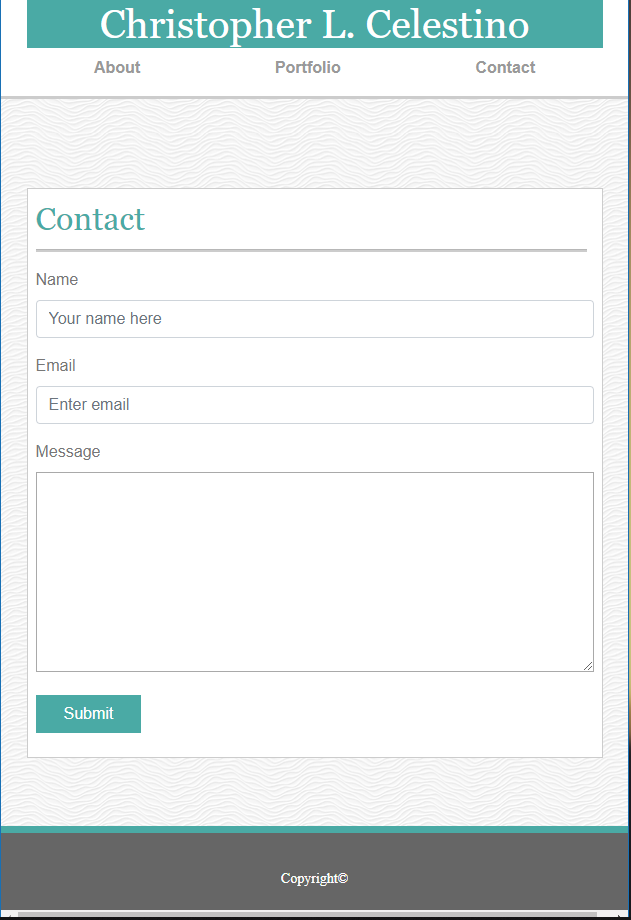 Christopher L. Celestino
About Portfolio Contact
Contact
Name
Your name here
Email
Enter email
Message
Submit
Copyright©